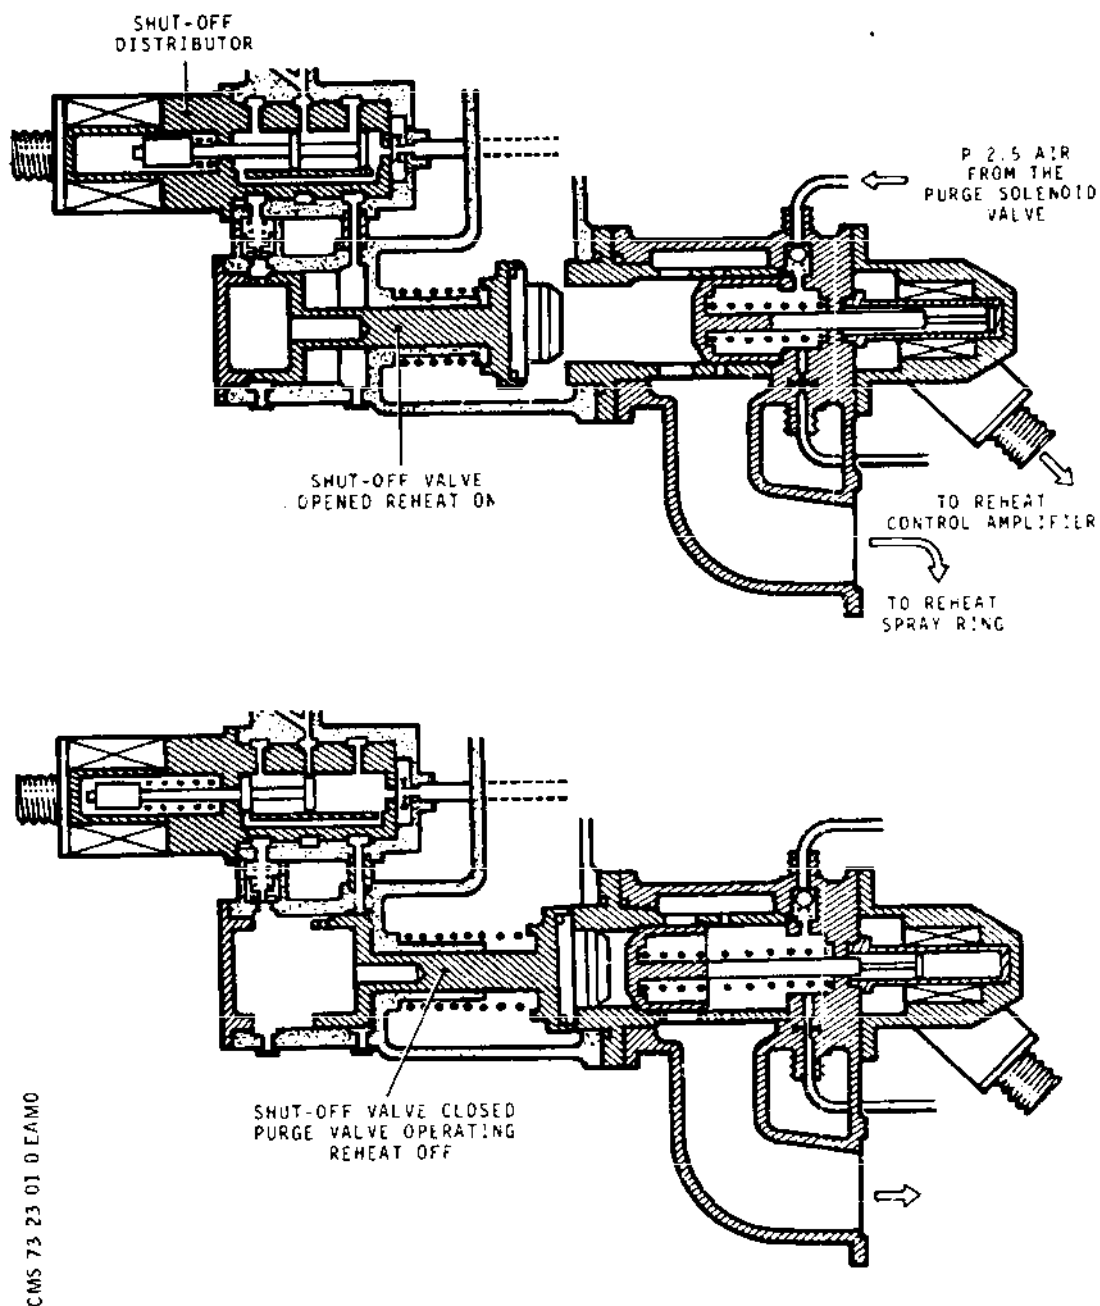 SHUT-OFF
DISTRIBUTOR
P 2.5 AIR
FROM THE
PURGE SOLENOID
VALVE
SHUT-OFF VALVE
OPENED REHEAT ON
TO REHEAT
CONTROL AMPLIFIER
TO REHEAT
SPRAY RING
SHUT-OFF VALVE CLOSED
PURGE VALVE OPERATING
REHEAT OFF
CMS 73 23 01 0 EAMO